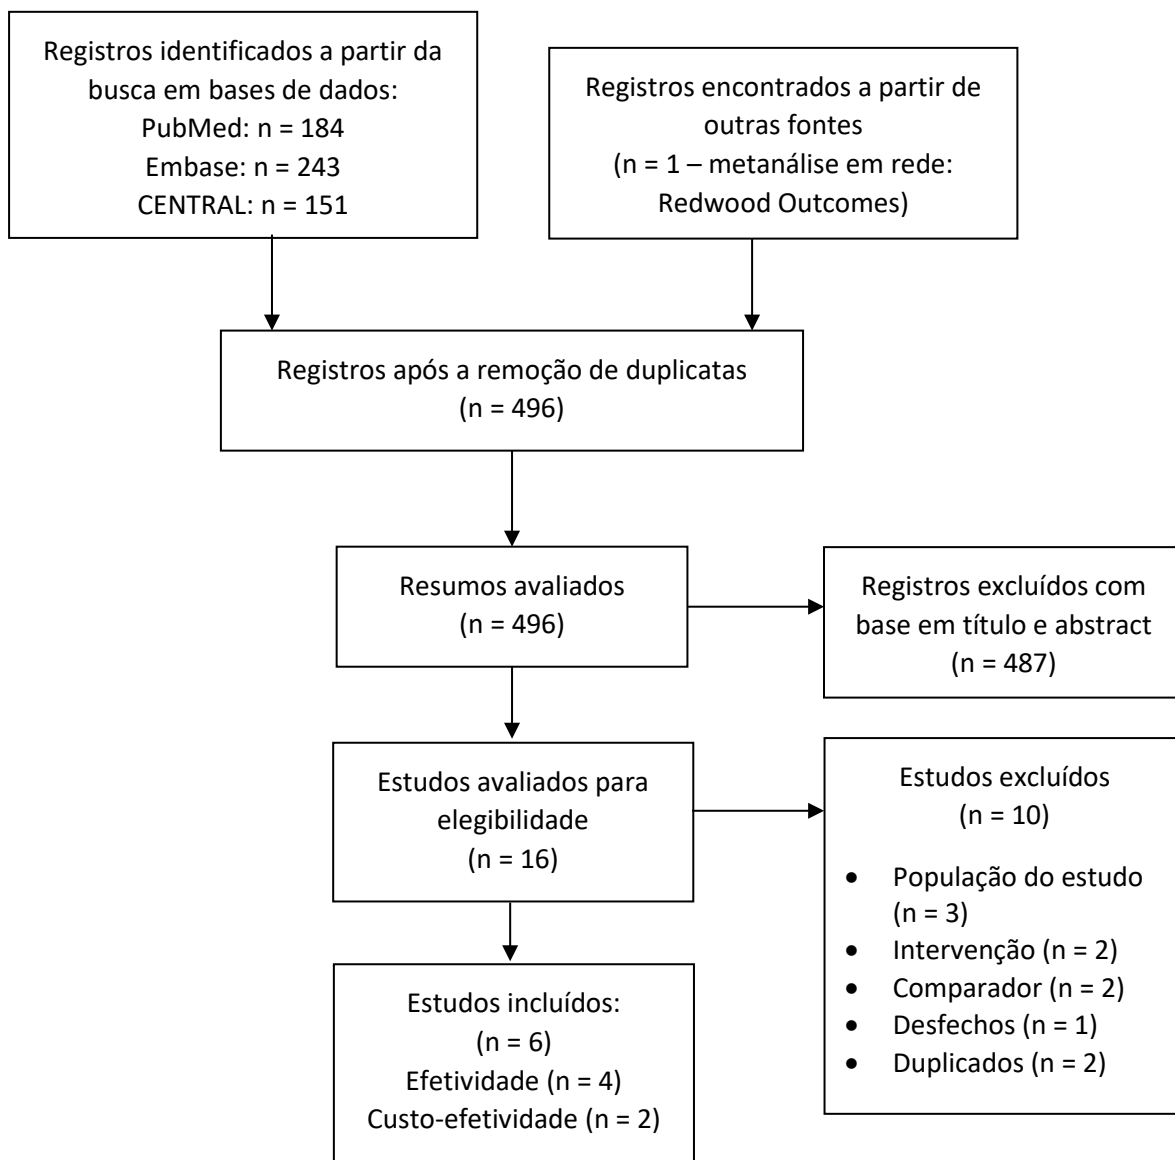 Registros identificados a partir da
busca em bases de dados:
PubMed: n = 184
Embase: n = 243
CENTRAL: n = 151
Registros encontrados a partir de
outras fontes
(n = 1 – metanálise em rede:
Redwood Outcomes)
Registros após a remoção de duplicatas
(n = 496)
Resumos avaliados
(n = 496)
Registros excluídos com
base em título e abstract
(n = 487)
Estudos avaliados para
elegibilidade
(n = 16)
Estudos excluídos
(n = 10)
• População do estudo
(n = 3)
• Intervenção (n = 2)
• Comparador (n = 2)
• Desfechos (n = 1)
• Duplicados (n = 2)
Estudos incluídos:
(n = 6)
Efetividade (n = 4)
Custo-efetividade (n = 2)